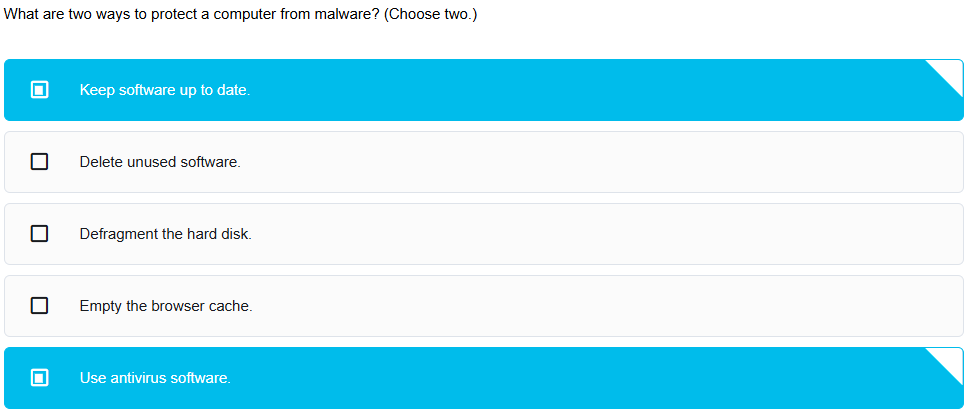 What are two ways to protect a computer from malware? (Choose two.)
Keep software up to date.
Delete unused software.
Defragment the hard disk.
Empty the browser cache.
Use antivirus software.